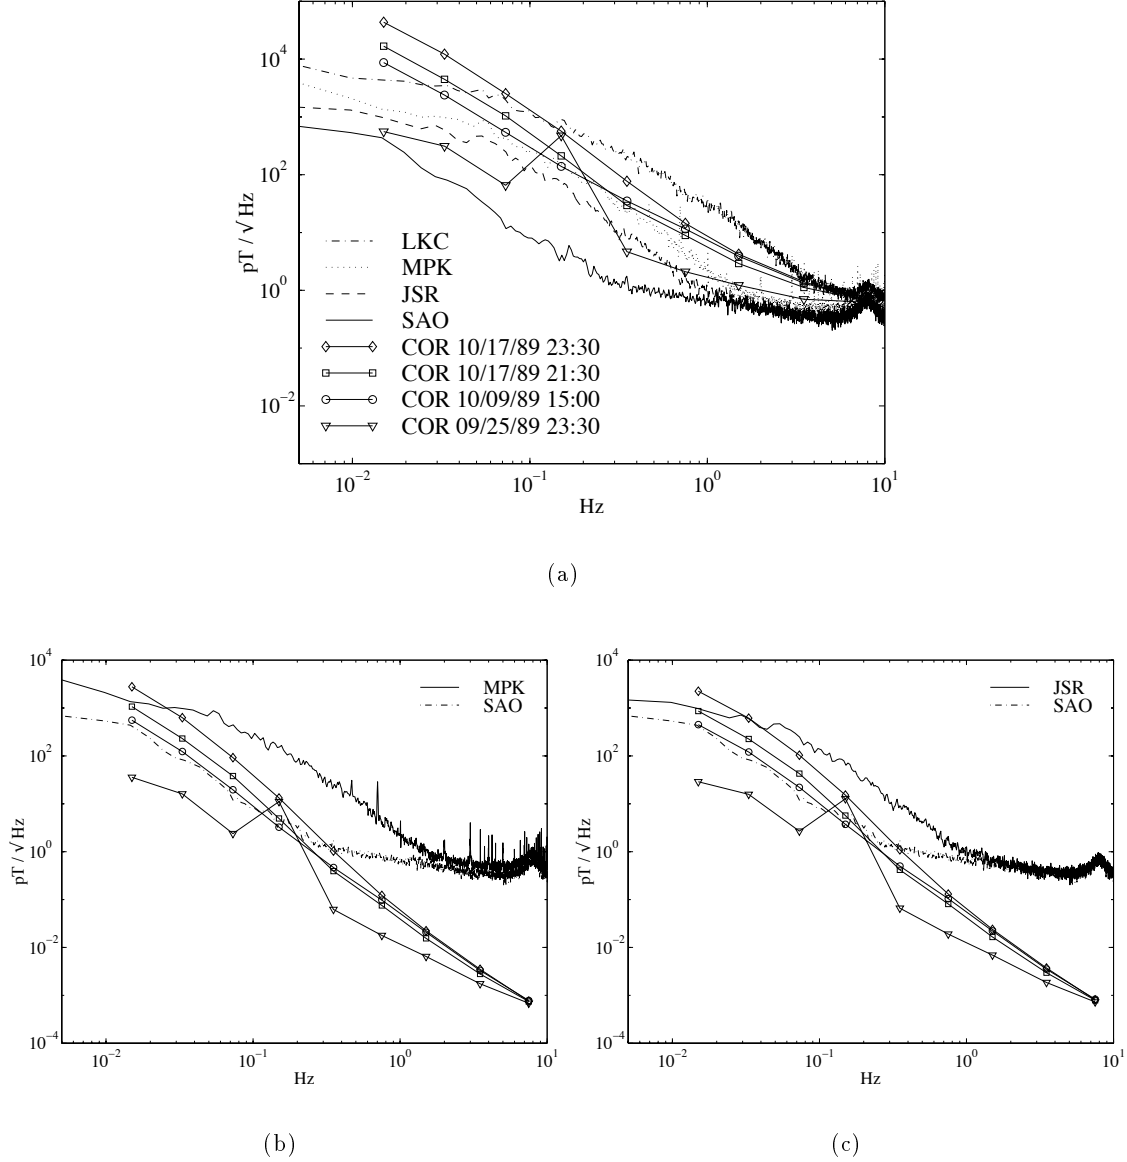 10^4
10^2
10^0
10^-2
pT / √Hz
LKC
MPK
JSR
SAO
COR 10/17/89 23:30
COR 10/17/89 21:30
COR 10/09/89 15:00
COR 09/25/89 23:30
10^-2 10^-1 10^0 10^1
Hz
(a)
10^4
10^2
10^0
10^-2
10^-4
pT / √Hz
MPK
SAO
10^-2 10^-1 10^0 10^1
Hz
(b)
10^4
10^2
10^0
10^-2
10^-4
pT / √Hz
JSR
SAO
10^-2 10^-1 10^0 10^1
Hz
(c)